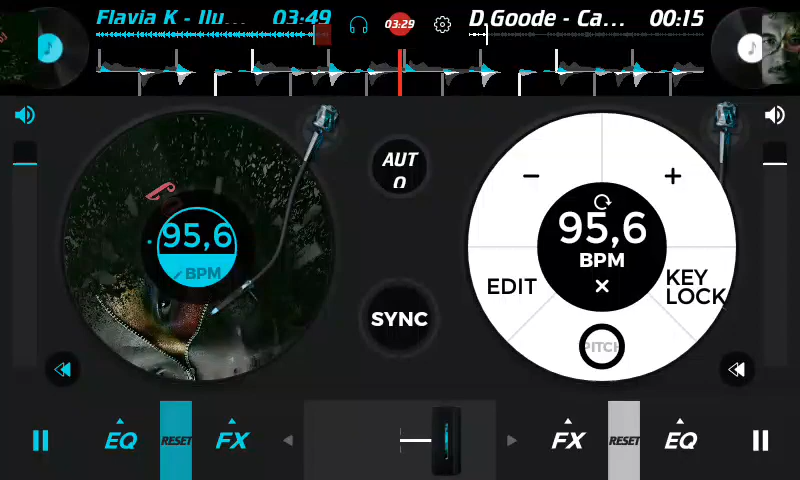 Flavia K - Ilu... 03:49
03:29
D.Goode - Ca... 00:15
AUT
O
95,6
BPM
95,6
BPM
EDIT
KEY
LOCK
PITCH
SYNC
EQ RESET FX
FX RESET EQ